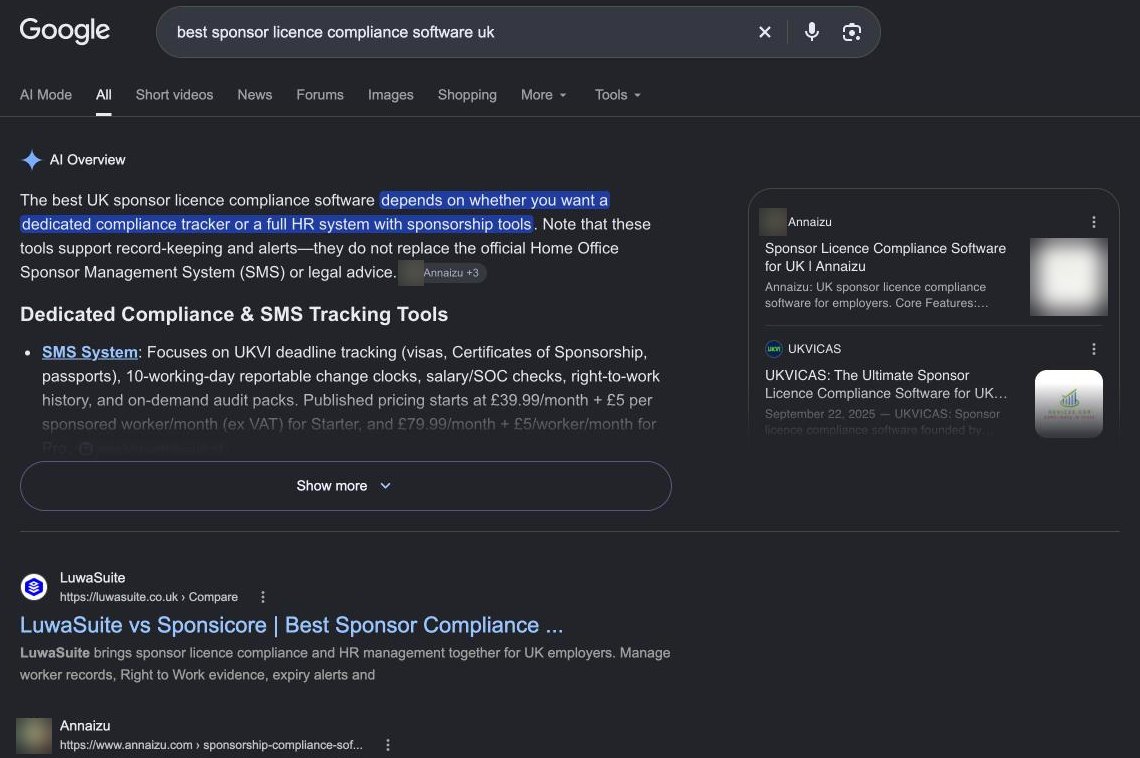 Google
best sponsor licence compliance software uk
AI Mode
All
Short videos
News
Forums
Images
Shopping
More
Tools
AI Overview
The best UK sponsor licence compliance software depends on whether you want a
dedicated compliance tracker or a full HR system with sponsorship tools. Note that these
tools support record-keeping and alerts—they do not replace the official Home Office
Sponsor Management System (SMS) or legal advice.
Annaizu +3
Dedicated Compliance & SMS Tracking Tools
• SMS System: Focuses on UKVI deadline tracking (visas, Certificates of Sponsorship,
passports), 10-working-day reportable change clocks, salary/SOC checks, right-to-work
history, and on-demand audit packs. Published pricing starts at £39.99/month + £5 per
sponsored worker/month (ex VAT) for Starter, and £79.99/month + £5/worker/month for
Pro.
Show more
Annaizu
Sponsor Licence Compliance Software
for UK | Annaizu
Annaizu: UK sponsor licence compliance
software for employers. Core Features:...
UKVICAS
UKVICAS: The Ultimate Sponsor
Licence Compliance Software for UK...
September 22, 2025 — UKVICAS: Sponsor
licence compliance software founded by...
LuwaSuite
https://luwasuite.co.uk › Compare
LuwaSuite vs Sponsicore | Best Sponsor Compliance ...
LuwaSuite brings sponsor licence compliance and HR management together for UK employers. Manage
worker records, Right to Work evidence, expiry alerts and
Annaizu
https://www.annaizu.com › sponsorship-compliance-sof...